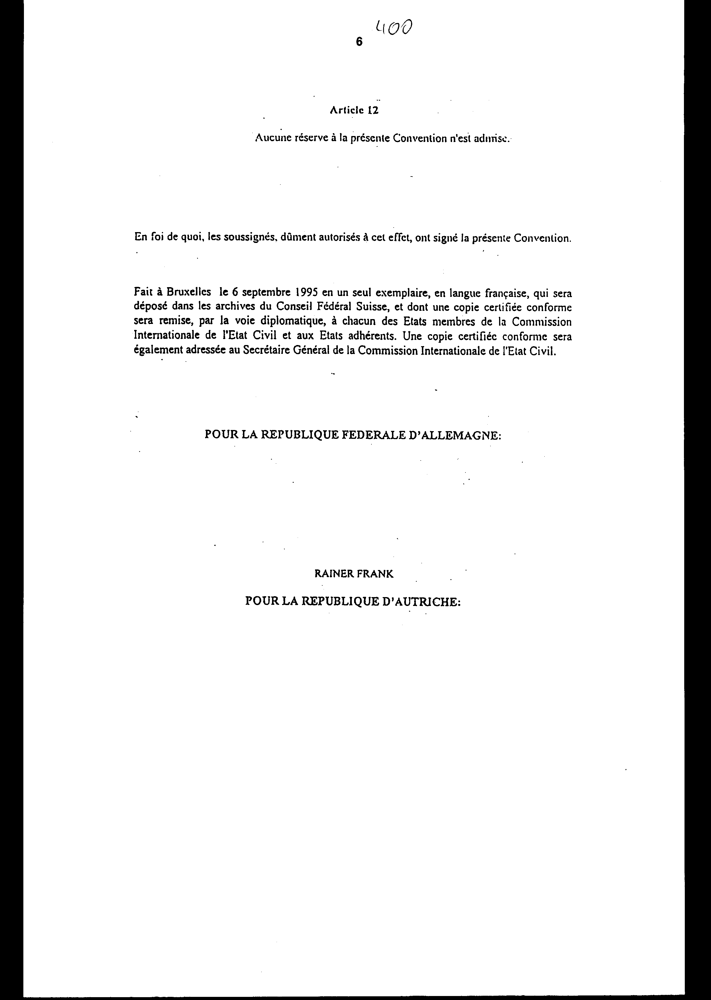 400
6
Article 12
Aucune réserve à la présente Convention n'est admise.
En foi de quoi, les soussignés, dûment autorisés à cet effet, ont signé la présente Convention.
Fait à Bruxelles le 6 septembre 1995 en un seul exemplaire, en langue française, qui sera
déposé dans les archives du Conseil Fédéral Suisse, et dont une copie certifiée conforme
sera remise, par la voie diplomatique, à chacun des Etats membres de la Commission
Internationale de l'Etat Civil et aux Etats adhérents. Une copie certifiée conforme sera
également adressée au Secrétaire Général de la Commission Internationale de l'Etat Civil.
POUR LA REPUBLIQUE FEDERALE D'ALLEMAGNE:
RAINER FRANK
POUR LA REPUBLIQUE D'AUTRICHE: